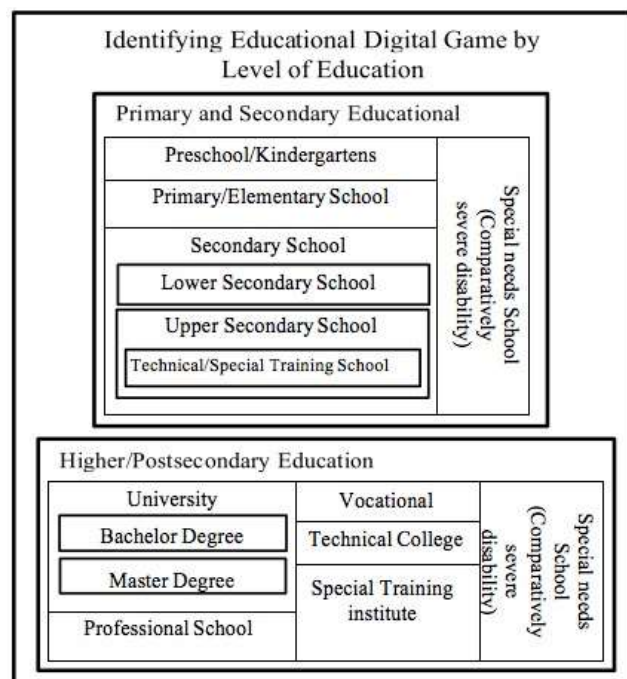 Identifying Educational Digital Game by
Level of Education
Primary and Secondary Educational
Preschool/Kindergartens
Primary/Elementary School
Secondary School
Lower Secondary School
Upper Secondary School
Technical/Special Training School
Special needs School
(Comparatively
severe disability)
Higher/Postsecondary Education
University
Bachelor Degree
Master Degree
Professional School
Vocational
Technical College
Special Training
institute
Special needs
School
(Comparatively
severe
disability)